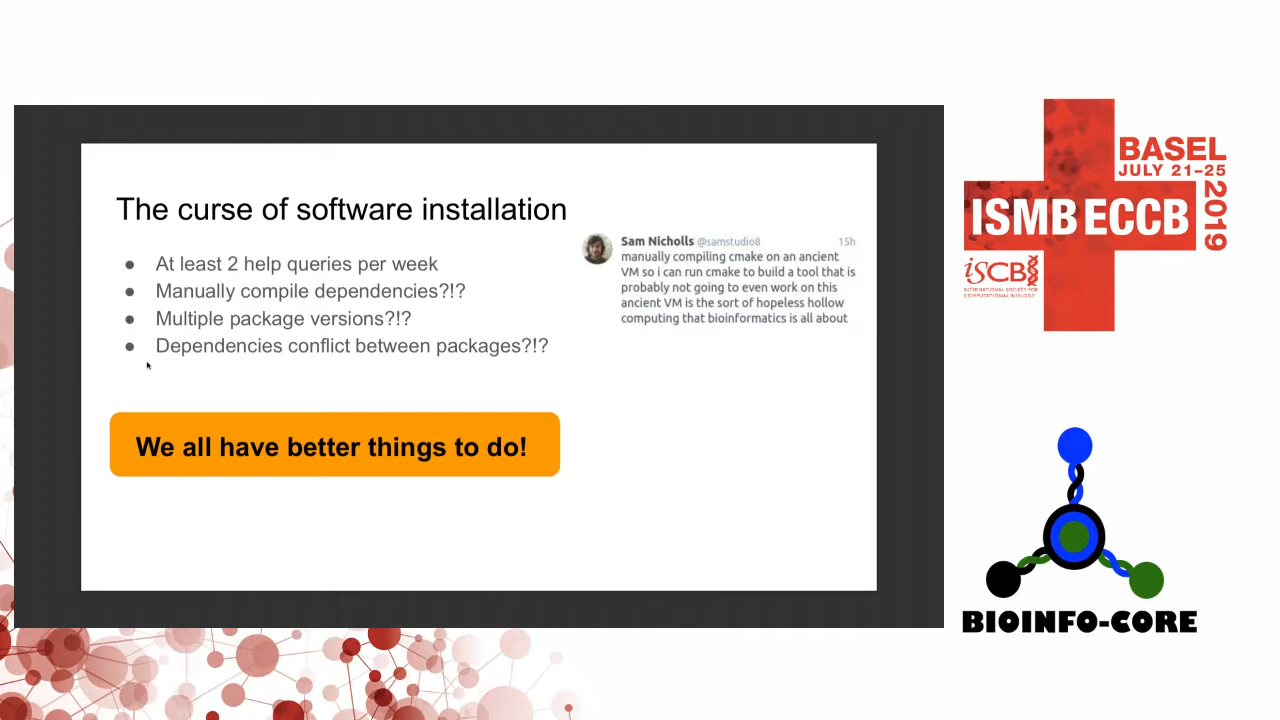 The curse of software installation
● At least 2 help queries per week
● Manually compile dependencies?!?
● Multiple package versions?!?
● Dependencies conflict between packages?!?
We all have better things to do!
Sam Nicholls @samstudio8 15h
manually compiling cmake on an ancient
VM so i can run cmake to build a tool that is
probably not going to even work on this
ancient VM is the sort of hopeless hollow
computing that bioinformatics is all about
BASEL
JULY 21–25
2019
ISMB ECCB
iSCB
INTERNATIONAL SOCIETY FOR
COMPUTATIONAL BIOLOGY
BIOINFO-CORE